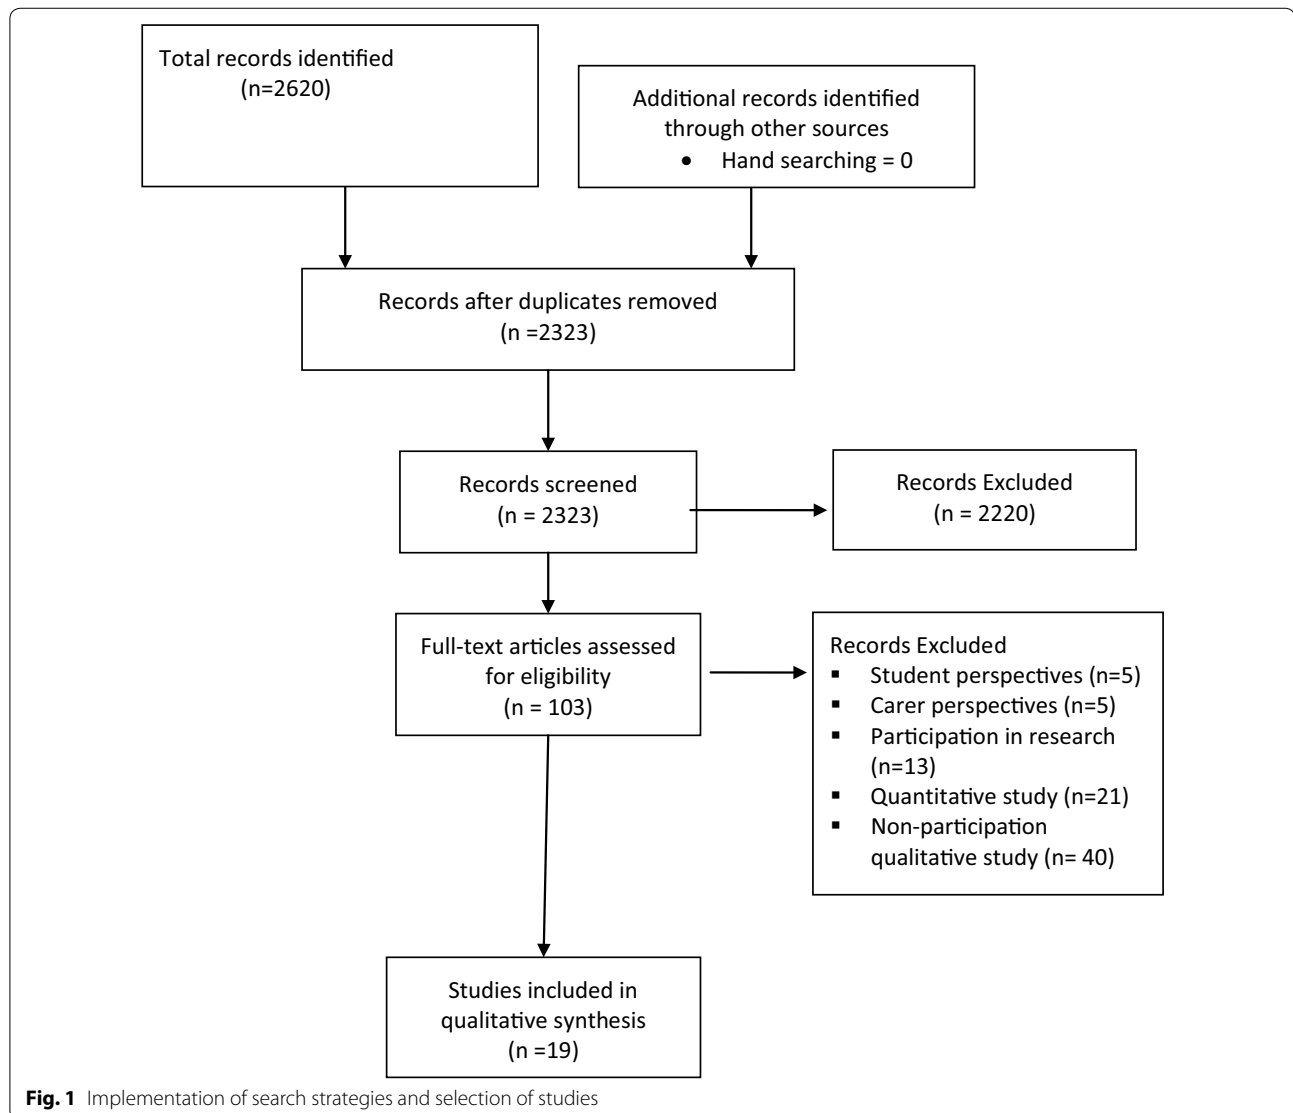 Total records identified
(n=2620)
Additional records identified
through other sources
• Hand searching = 0
Records after duplicates removed
(n =2323)
Records screened
(n = 2323)
Records Excluded
(n = 2220)
Full-text articles assessed
for eligibility
(n = 103)
Records Excluded
▪ Student perspectives (n=5)
▪ Carer perspectives (n=5)
▪ Participation in research
(n=13)
▪ Quantitative study (n=21)
▪ Non-participation
qualitative study (n= 40)
Studies included in
qualitative synthesis
(n =19)
Fig. 1 Implementation of search strategies and selection of studies